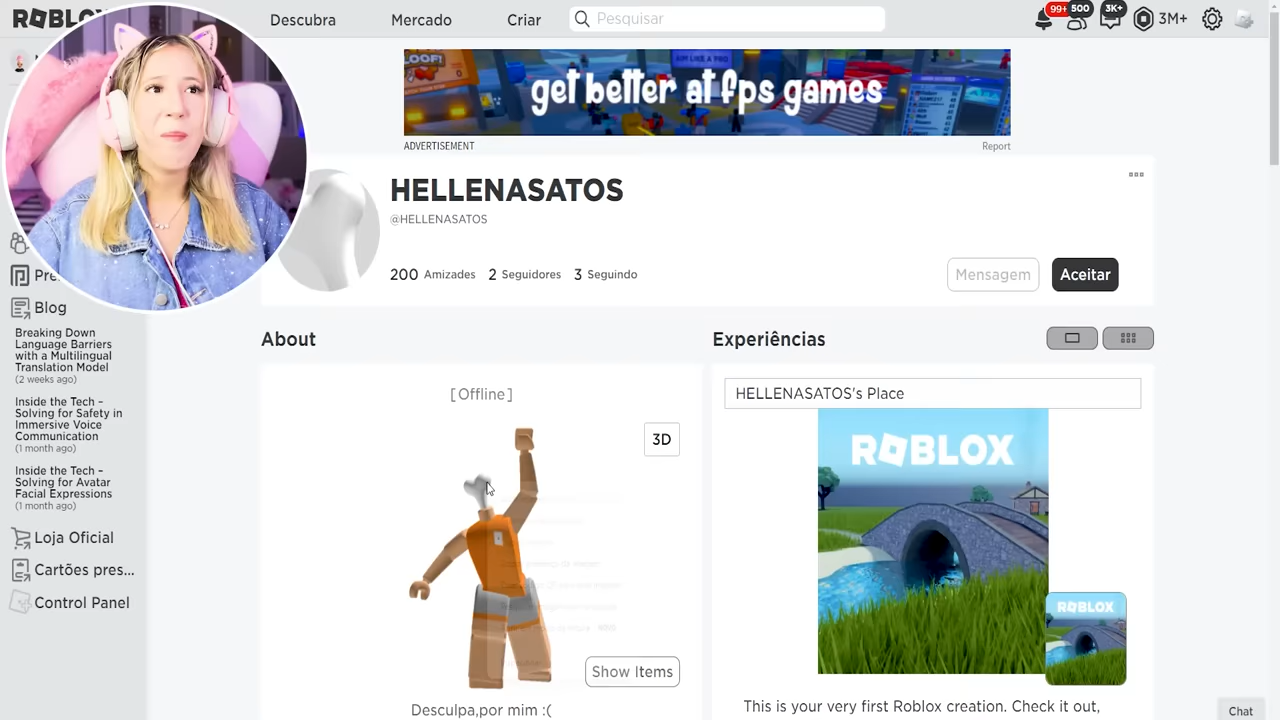 ROBLOX
Descubra
Mercado
Criar
Pesquisar
99+
500
3K+
3M+
LOOF!
AIM LIKE A PRO
get better at fps games
ADVERTISEMENT
Report
HELLENASATOS
@HELLENASATOS
200 Amizades 2 Seguidores 3 Seguindo
Mensagem
Aceitar
Blog
Breaking Down
Language Barriers
with a Multilingual
Translation Model
(2 weeks ago)
Inside the Tech –
Solving for Safety in
Immersive Voice
Communication
(1 month ago)
Inside the Tech –
Solving for Avatar
Facial Expressions
(1 month ago)
Loja Oficial
Cartões pres...
Control Panel
About
[Offline]
3D
Show Items
Desculpa,por mim :(
Experiências
HELLENASATOS's Place
ROBLOX
ROBLOX
This is your very first Roblox creation. Check it out,
Chat